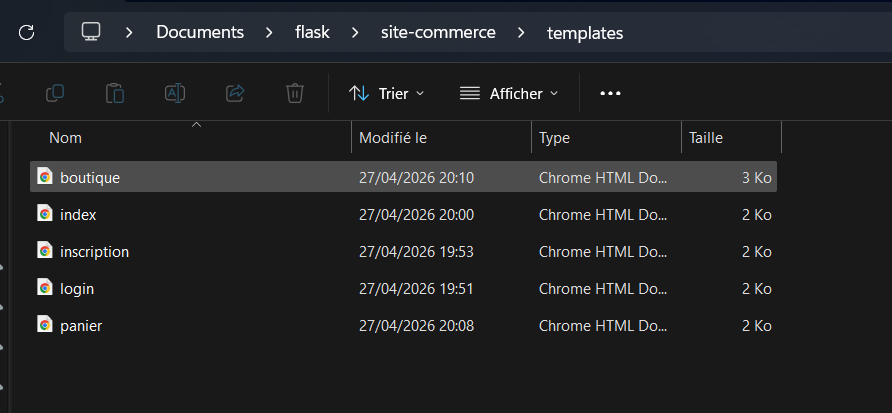 Documents > flask > site-commerce > templates
Trier Afficher
Nom Modifié le Type Taille
boutique 27/04/2026 20:10 Chrome HTML Do... 3 Ko
index 27/04/2026 20:00 Chrome HTML Do... 2 Ko
inscription 27/04/2026 19:53 Chrome HTML Do... 2 Ko
login 27/04/2026 19:51 Chrome HTML Do... 2 Ko
panier 27/04/2026 20:08 Chrome HTML Do... 2 Ko